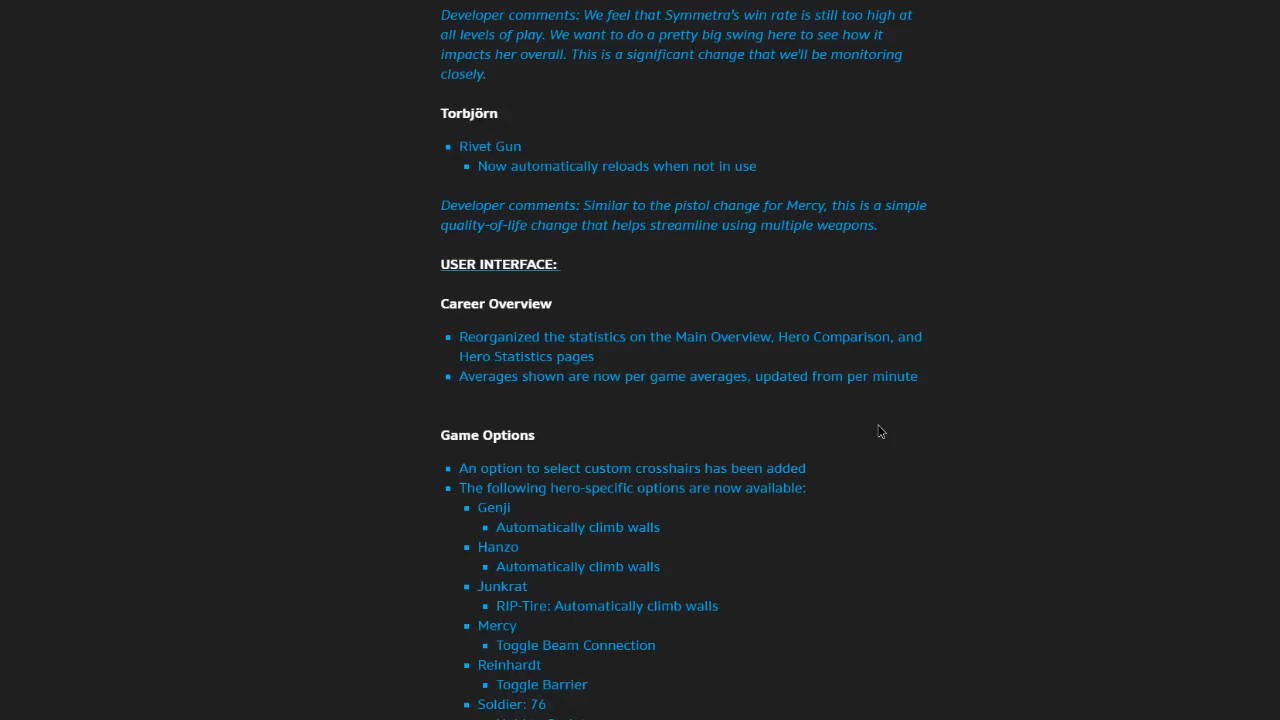 Developer comments: We feel that Symmetra's win rate is still too high at
all levels of play. We want to do a pretty big swing here to see how it
impacts her overall. This is a significant change that we'll be monitoring
closely.
Torbjörn
Rivet Gun
Now automatically reloads when not in use
Developer comments: Similar to the pistol change for Mercy, this is a simple
quality-of-life change that helps streamline using multiple weapons.
USER INTERFACE:
Career Overview
Reorganized the statistics on the Main Overview, Hero Comparison, and
Hero Statistics pages
Averages shown are now per game averages, updated from per minute
Game Options
An option to select custom crosshairs has been added
The following hero-specific options are now available:
Genji
Automatically climb walls
Hanzo
Automatically climb walls
Junkrat
RIP-Tire: Automatically climb walls
Mercy
Toggle Beam Connection
Reinhardt
Toggle Barrier
Soldier: 76